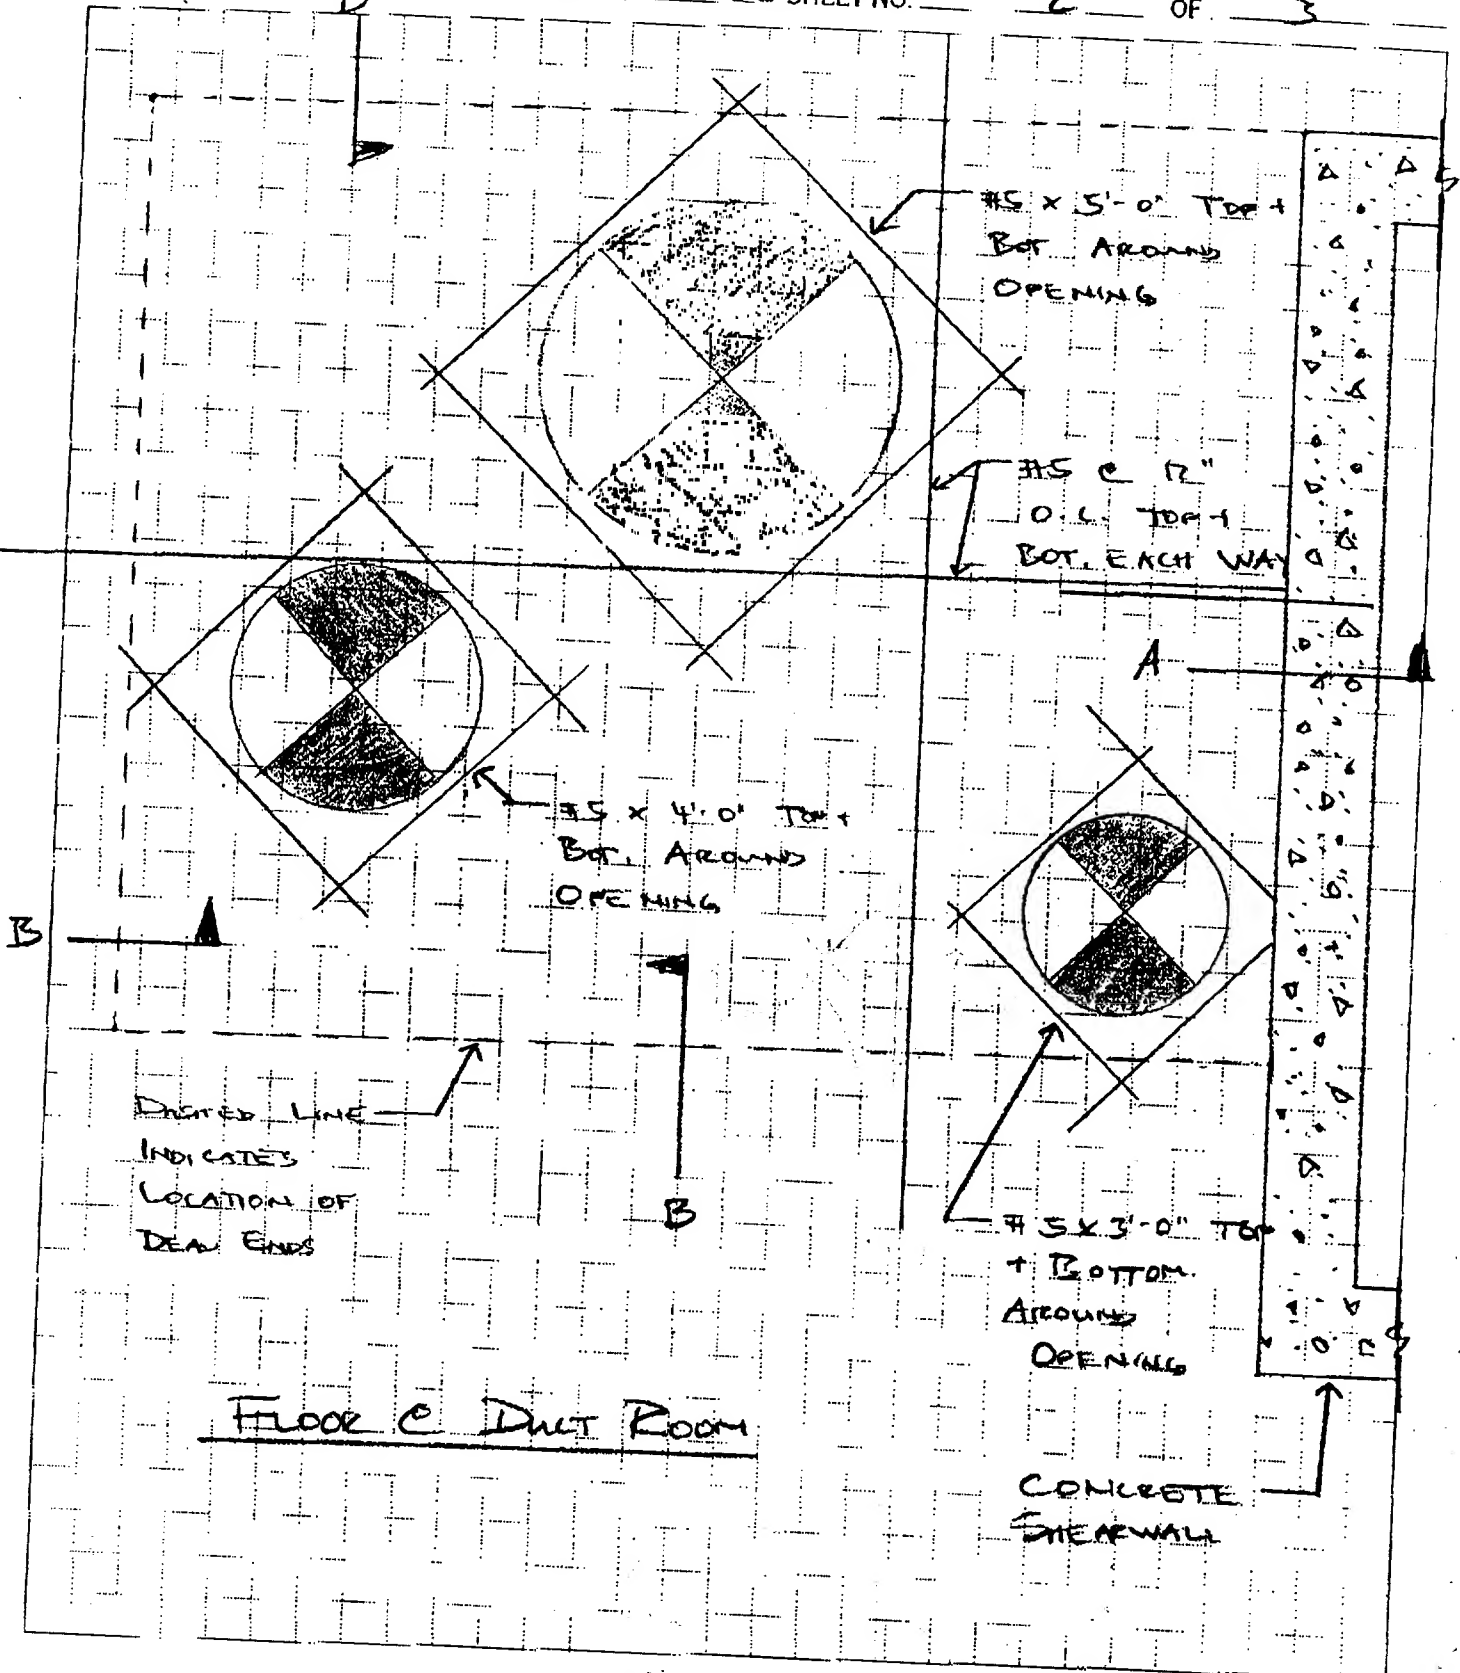 SHEET NO. 2 OF 3
#5 x 5'-0" TOP +
BOT AROUND
OPENING
#5 @ 12"
O.C. TOP +
BOT. EACH WAY
A
#5 x 4'-0" TOP +
BOT. AROUND
OPENING
B
DASHED LINE
INDICATES
LOCATION OF
DEAD ENDS
B
#5 x 3'-0" TOP
+ BOTTOM
AROUND
OPENING
FLOOR @ DUCT ROOM
CONCRETE
SHEARWALL